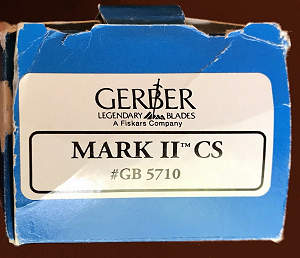 GERBER
LEGENDARY BLADES
A Fiskars Company
MARK II™ CS
#GB 5710